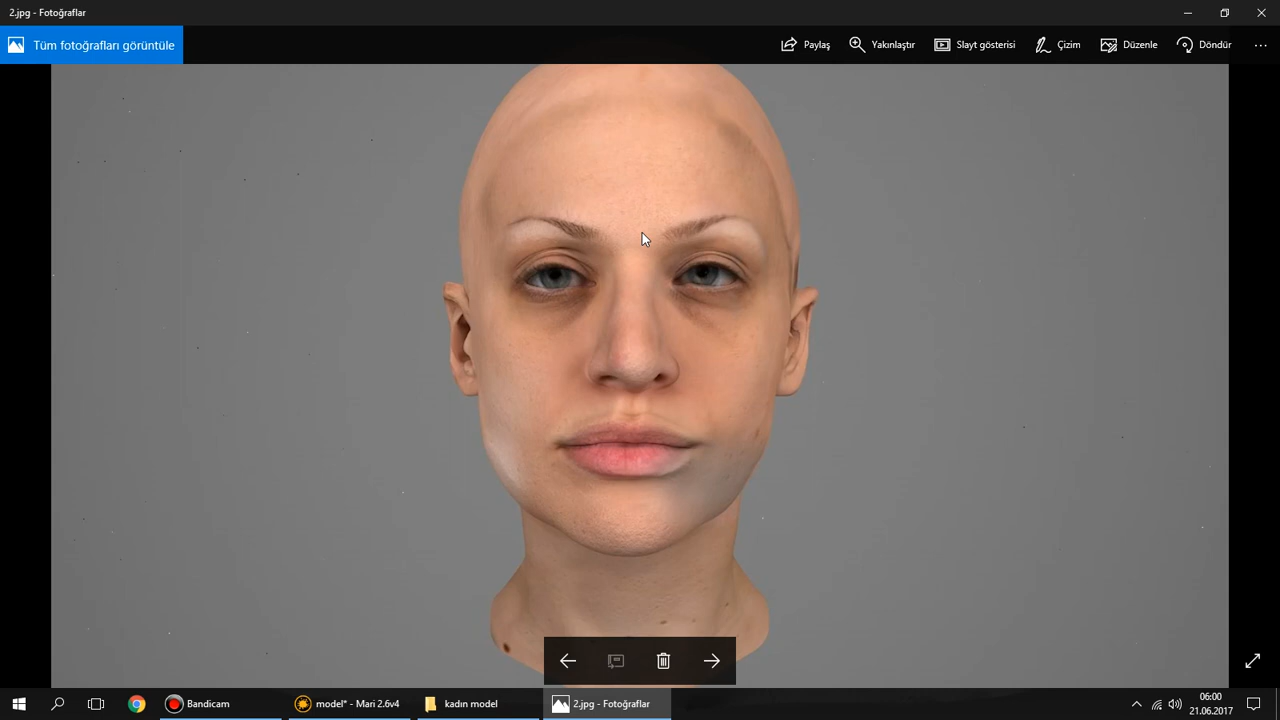 2.jpg - Fotoğraflar
Tüm fotoğrafları görüntüle
Paylaş
Yakınlaştır
Slayt gösterisi
Çizim
Düzenle
Döndür
Bandicam
model* - Mari 2.6v4
kadın model
2.jpg - Fotoğraflar
06:00
21.06.2017